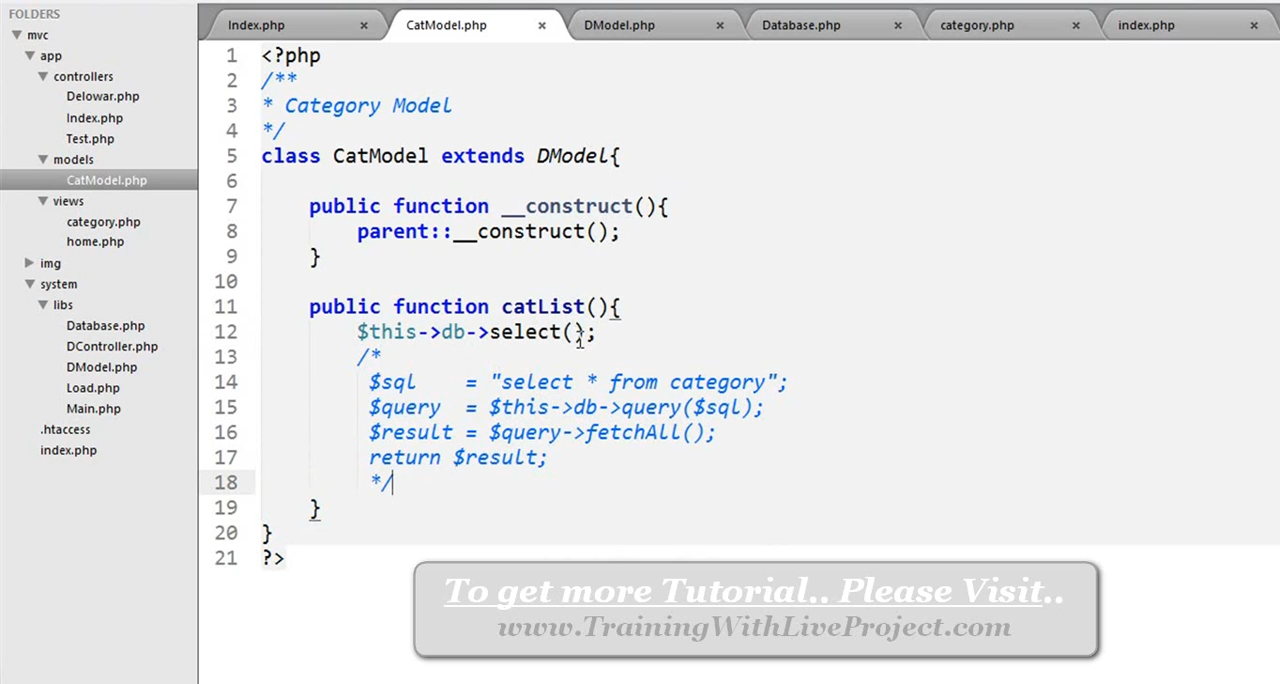 FOLDERS
mvc
app
controllers
Delowar.php
Index.php
Test.php
models
CatModel.php
views
category.php
home.php
img
system
libs
Database.php
DController.php
DModel.php
Load.php
Main.php
.htaccess
index.php
Index.php × CatModel.php × DModel.php × Database.php × category.php × index.php ×
1 <?php
2 /**
3 * Category Model
4 */
5 class CatModel extends DModel{
6
7 public function __construct(){
8 parent::__construct();
9 }
10
11 public function catList(){
12 $this->db->select();
13 /*
14 $sql = "select * from category";
15 $query = $this->db->query($sql);
16 $result = $query->fetchAll();
17 return $result;
18 */
19 }
20 }
21 ?>
To get more Tutorial.. Please Visit..
www.TrainingWithLiveProject.com